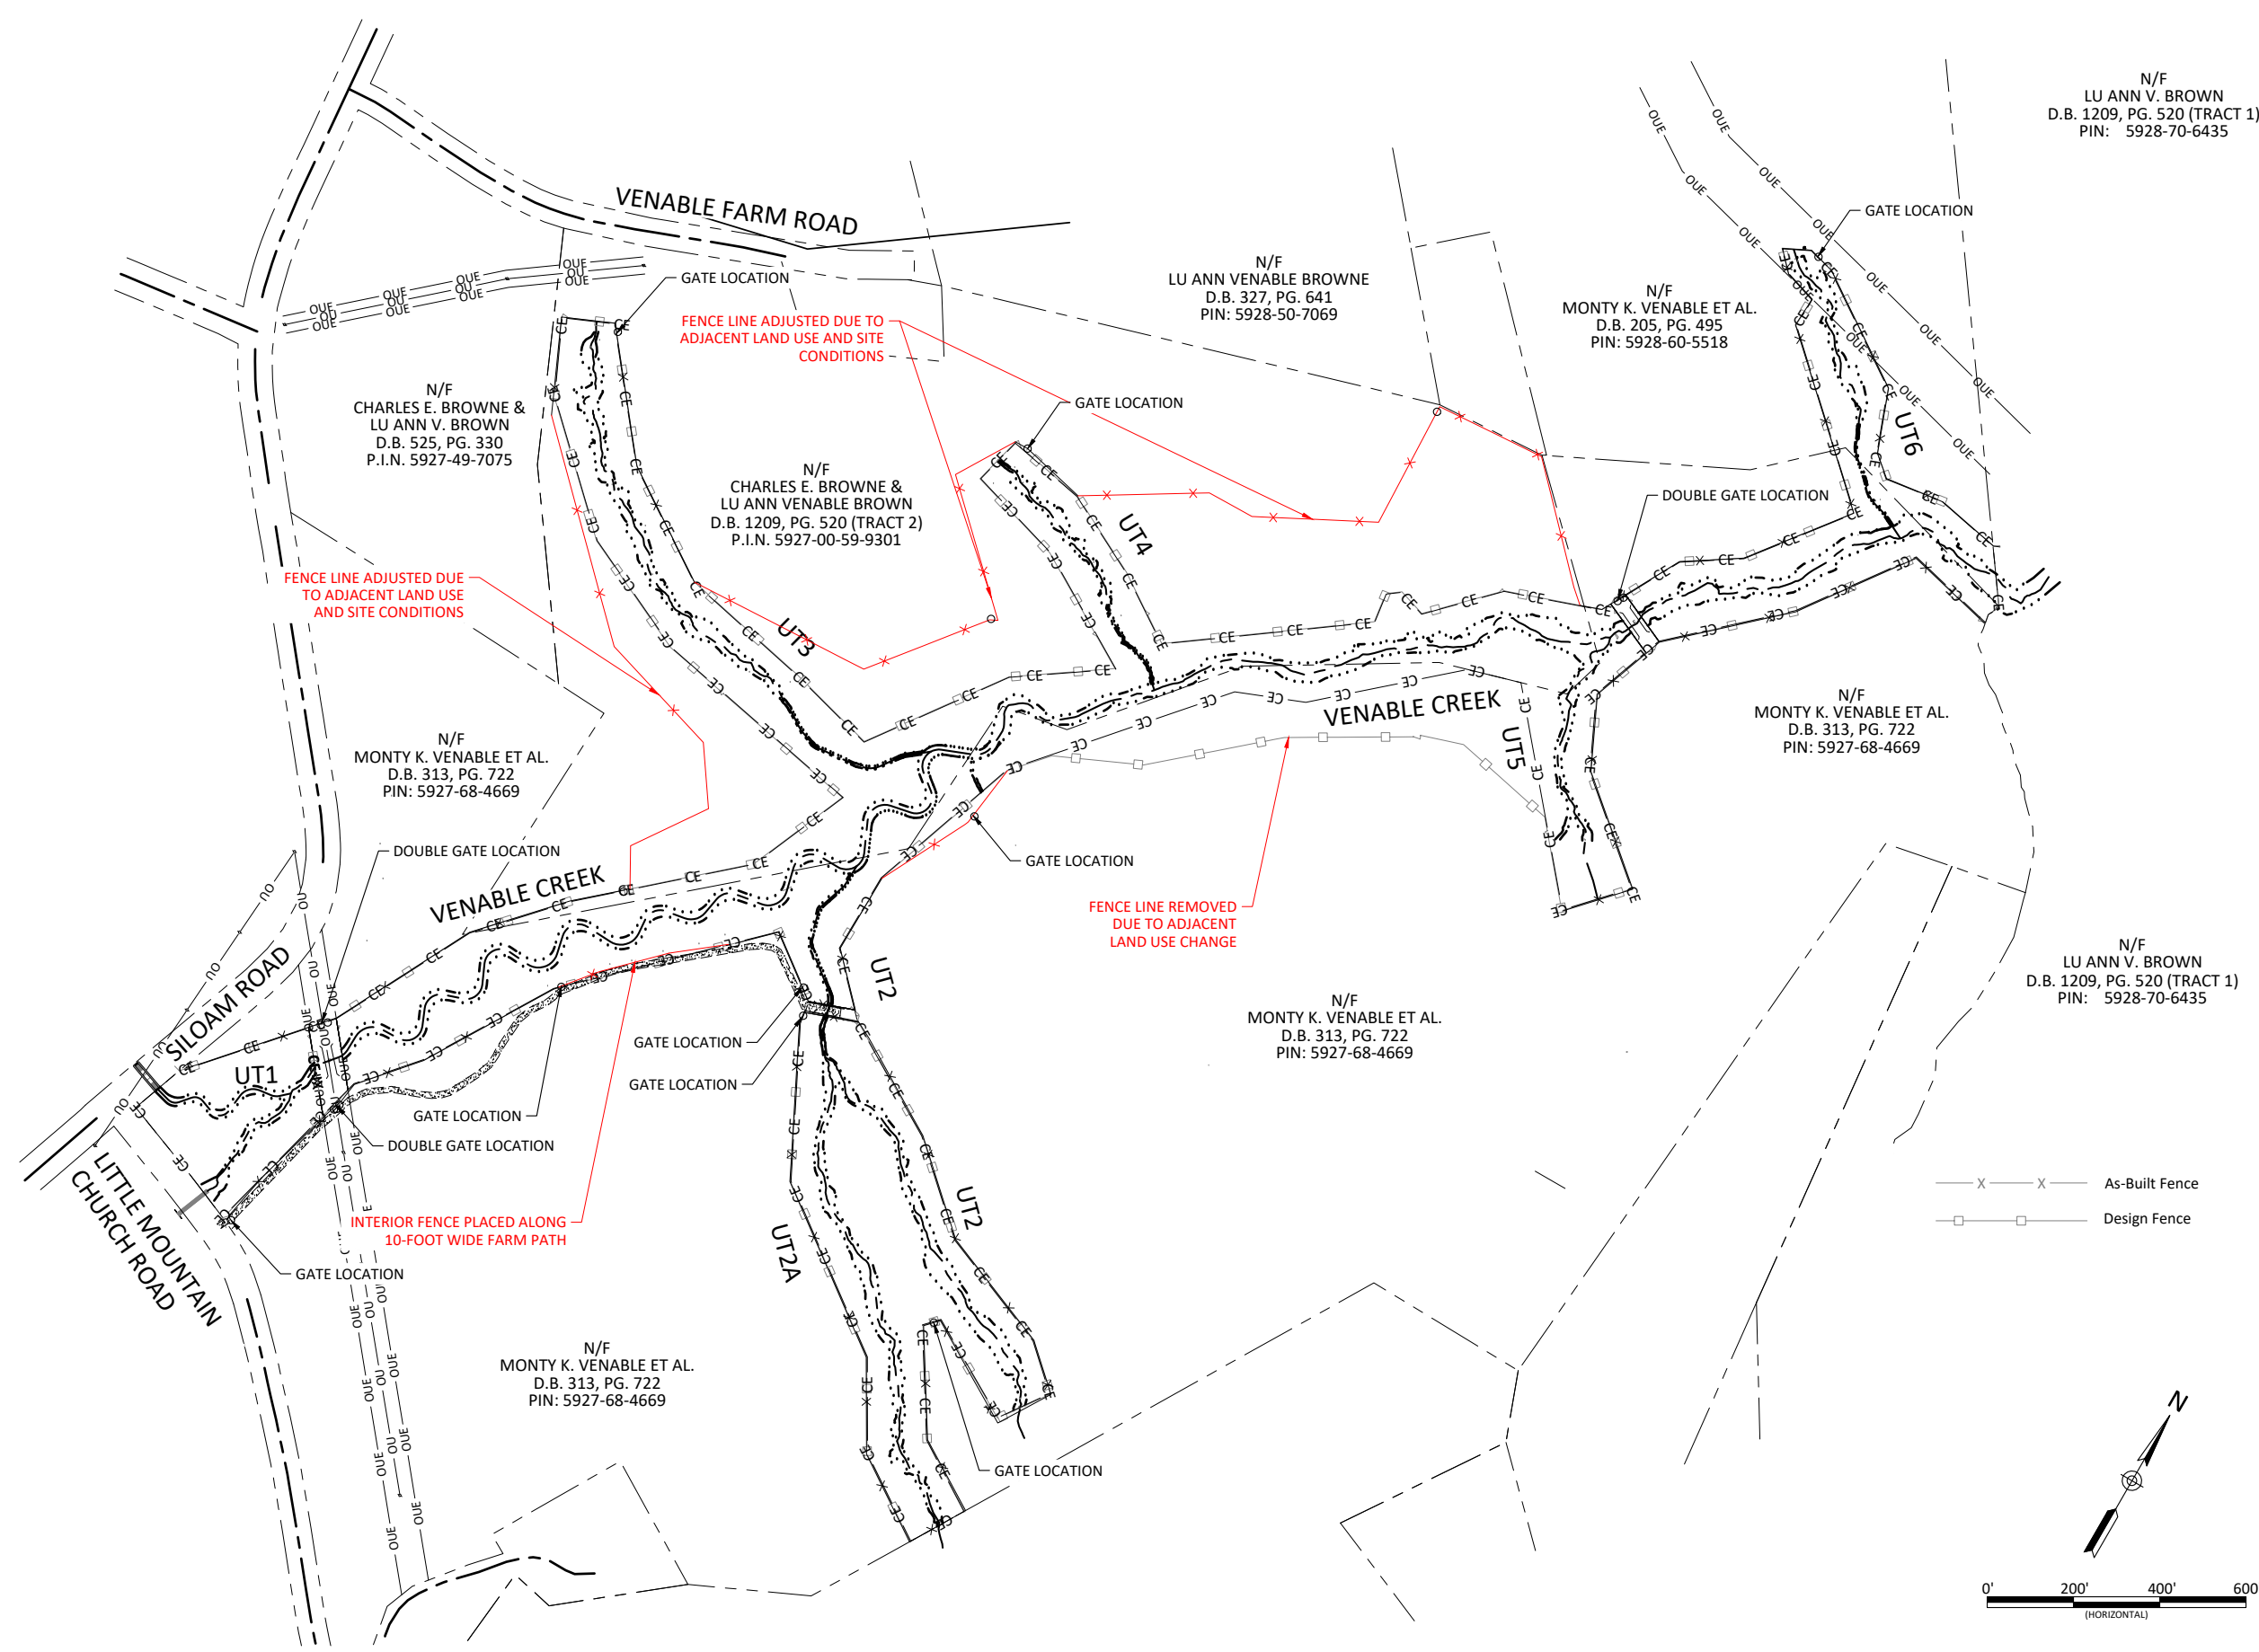 N/F
LU ANN V. BROWN
D.B. 1209, PG. 520 (TRACT 1)
PIN: 5928-70-6435
VENABLE FARM ROAD
GATE LOCATION
GATE LOCATION
N/F
LU ANN VENABLE BROWNE
D.B. 327, PG. 641
PIN: 5928-50-7069
N/F
MONTY K. VENABLE ET AL.
D.B. 205, PG. 495
PIN: 5928-60-5518
FENCE LINE ADJUSTED DUE TO
ADJACENT LAND USE AND SITE
CONDITIONS
N/F
CHARLES E. BROWNE &
LU ANN V. BROWN
D.B. 525, PG. 330
P.I.N. 5927-49-7075
GATE LOCATION
UT6
N/F
CHARLES E. BROWNE &
LU ANN VENABLE BROWN
D.B. 1209, PG. 520 (TRACT 2)
P.I.N. 5927-00-59-9301
DOUBLE GATE LOCATION
UT4
FENCE LINE ADJUSTED DUE
TO ADJACENT LAND USE
AND SITE CONDITIONS
UT3
VENABLE CREEK
UT5
N/F
MONTY K. VENABLE ET AL.
D.B. 313, PG. 722
PIN: 5927-68-4669
N/F
MONTY K. VENABLE ET AL.
D.B. 313, PG. 722
PIN: 5927-68-4669
DOUBLE GATE LOCATION
GATE LOCATION
VENABLE CREEK
FENCE LINE REMOVED
DUE TO ADJACENT
LAND USE CHANGE
N/F
LU ANN V. BROWN
D.B. 1209, PG. 520 (TRACT 1)
PIN: 5928-70-6435
SILOAM ROAD
UT2
N/F
MONTY K. VENABLE ET AL.
D.B. 313, PG. 722
PIN: 5927-68-4669
GATE LOCATION
UT1
GATE LOCATION
GATE LOCATION
DOUBLE GATE LOCATION
LITTLE MOUNTAIN
CHURCH ROAD
As-Built Fence
Design Fence
INTERIOR FENCE PLACED ALONG
10-FOOT WIDE FARM PATH
UT2
UT2A
GATE LOCATION
N/F
MONTY K. VENABLE ET AL.
D.B. 313, PG. 722
PIN: 5927-68-4669
GATE LOCATION
N
0' 200' 400' 600
(HORIZONTAL)